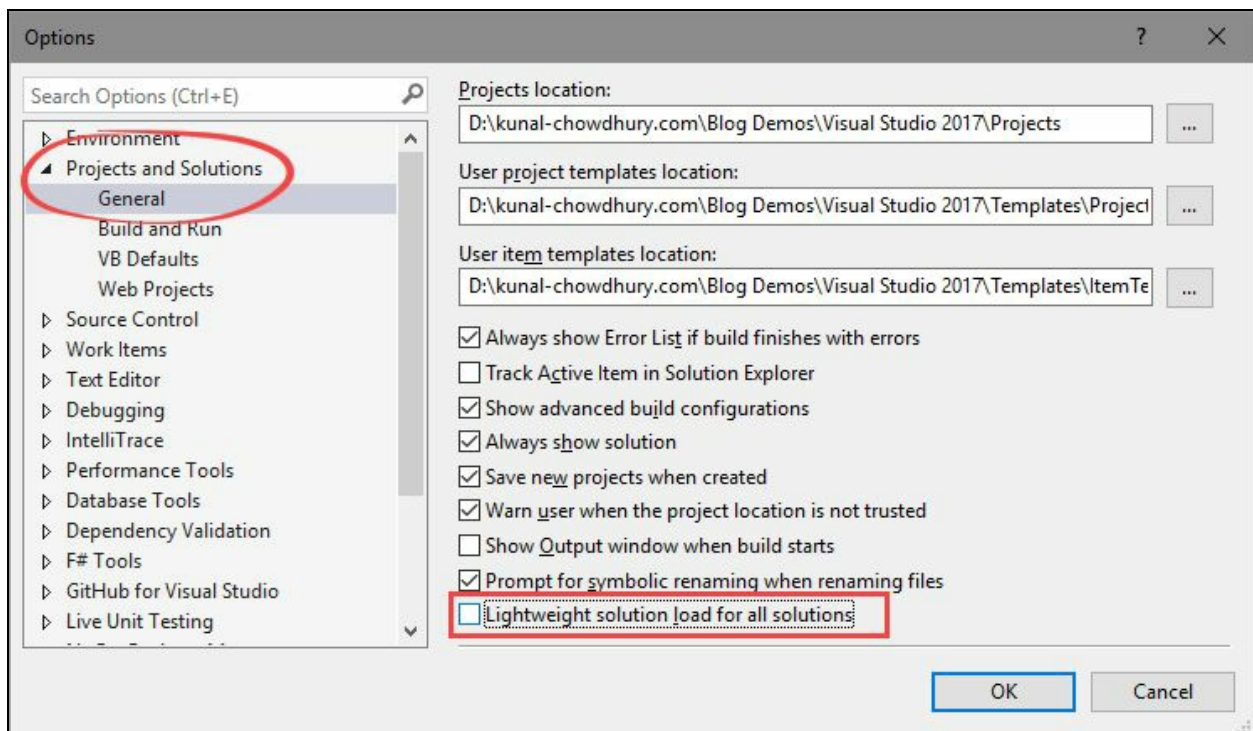 Options
?
Search Options (Ctrl+E)
Environment
Projects and Solutions
General
Build and Run
VB Defaults
Web Projects
Source Control
Work Items
Text Editor
Debugging
IntelliTrace
Performance Tools
Database Tools
Dependency Validation
F# Tools
GitHub for Visual Studio
Live Unit Testing
Projects location:
D:\kunal-chowdhury.com\Blog Demos\Visual Studio 2017\Projects
...
User project templates location:
D:\kunal-chowdhury.com\Blog Demos\Visual Studio 2017\Templates\Project
...
User item templates location:
D:\kunal-chowdhury.com\Blog Demos\Visual Studio 2017\Templates\ItemTe
...
Always show Error List if build finishes with errors
Track Active Item in Solution Explorer
Show advanced build configurations
Always show solution
Save new projects when created
Warn user when the project location is not trusted
Show Output window when build starts
Prompt for symbolic renaming when renaming files
Lightweight solution load for all solutions
OK
Cancel